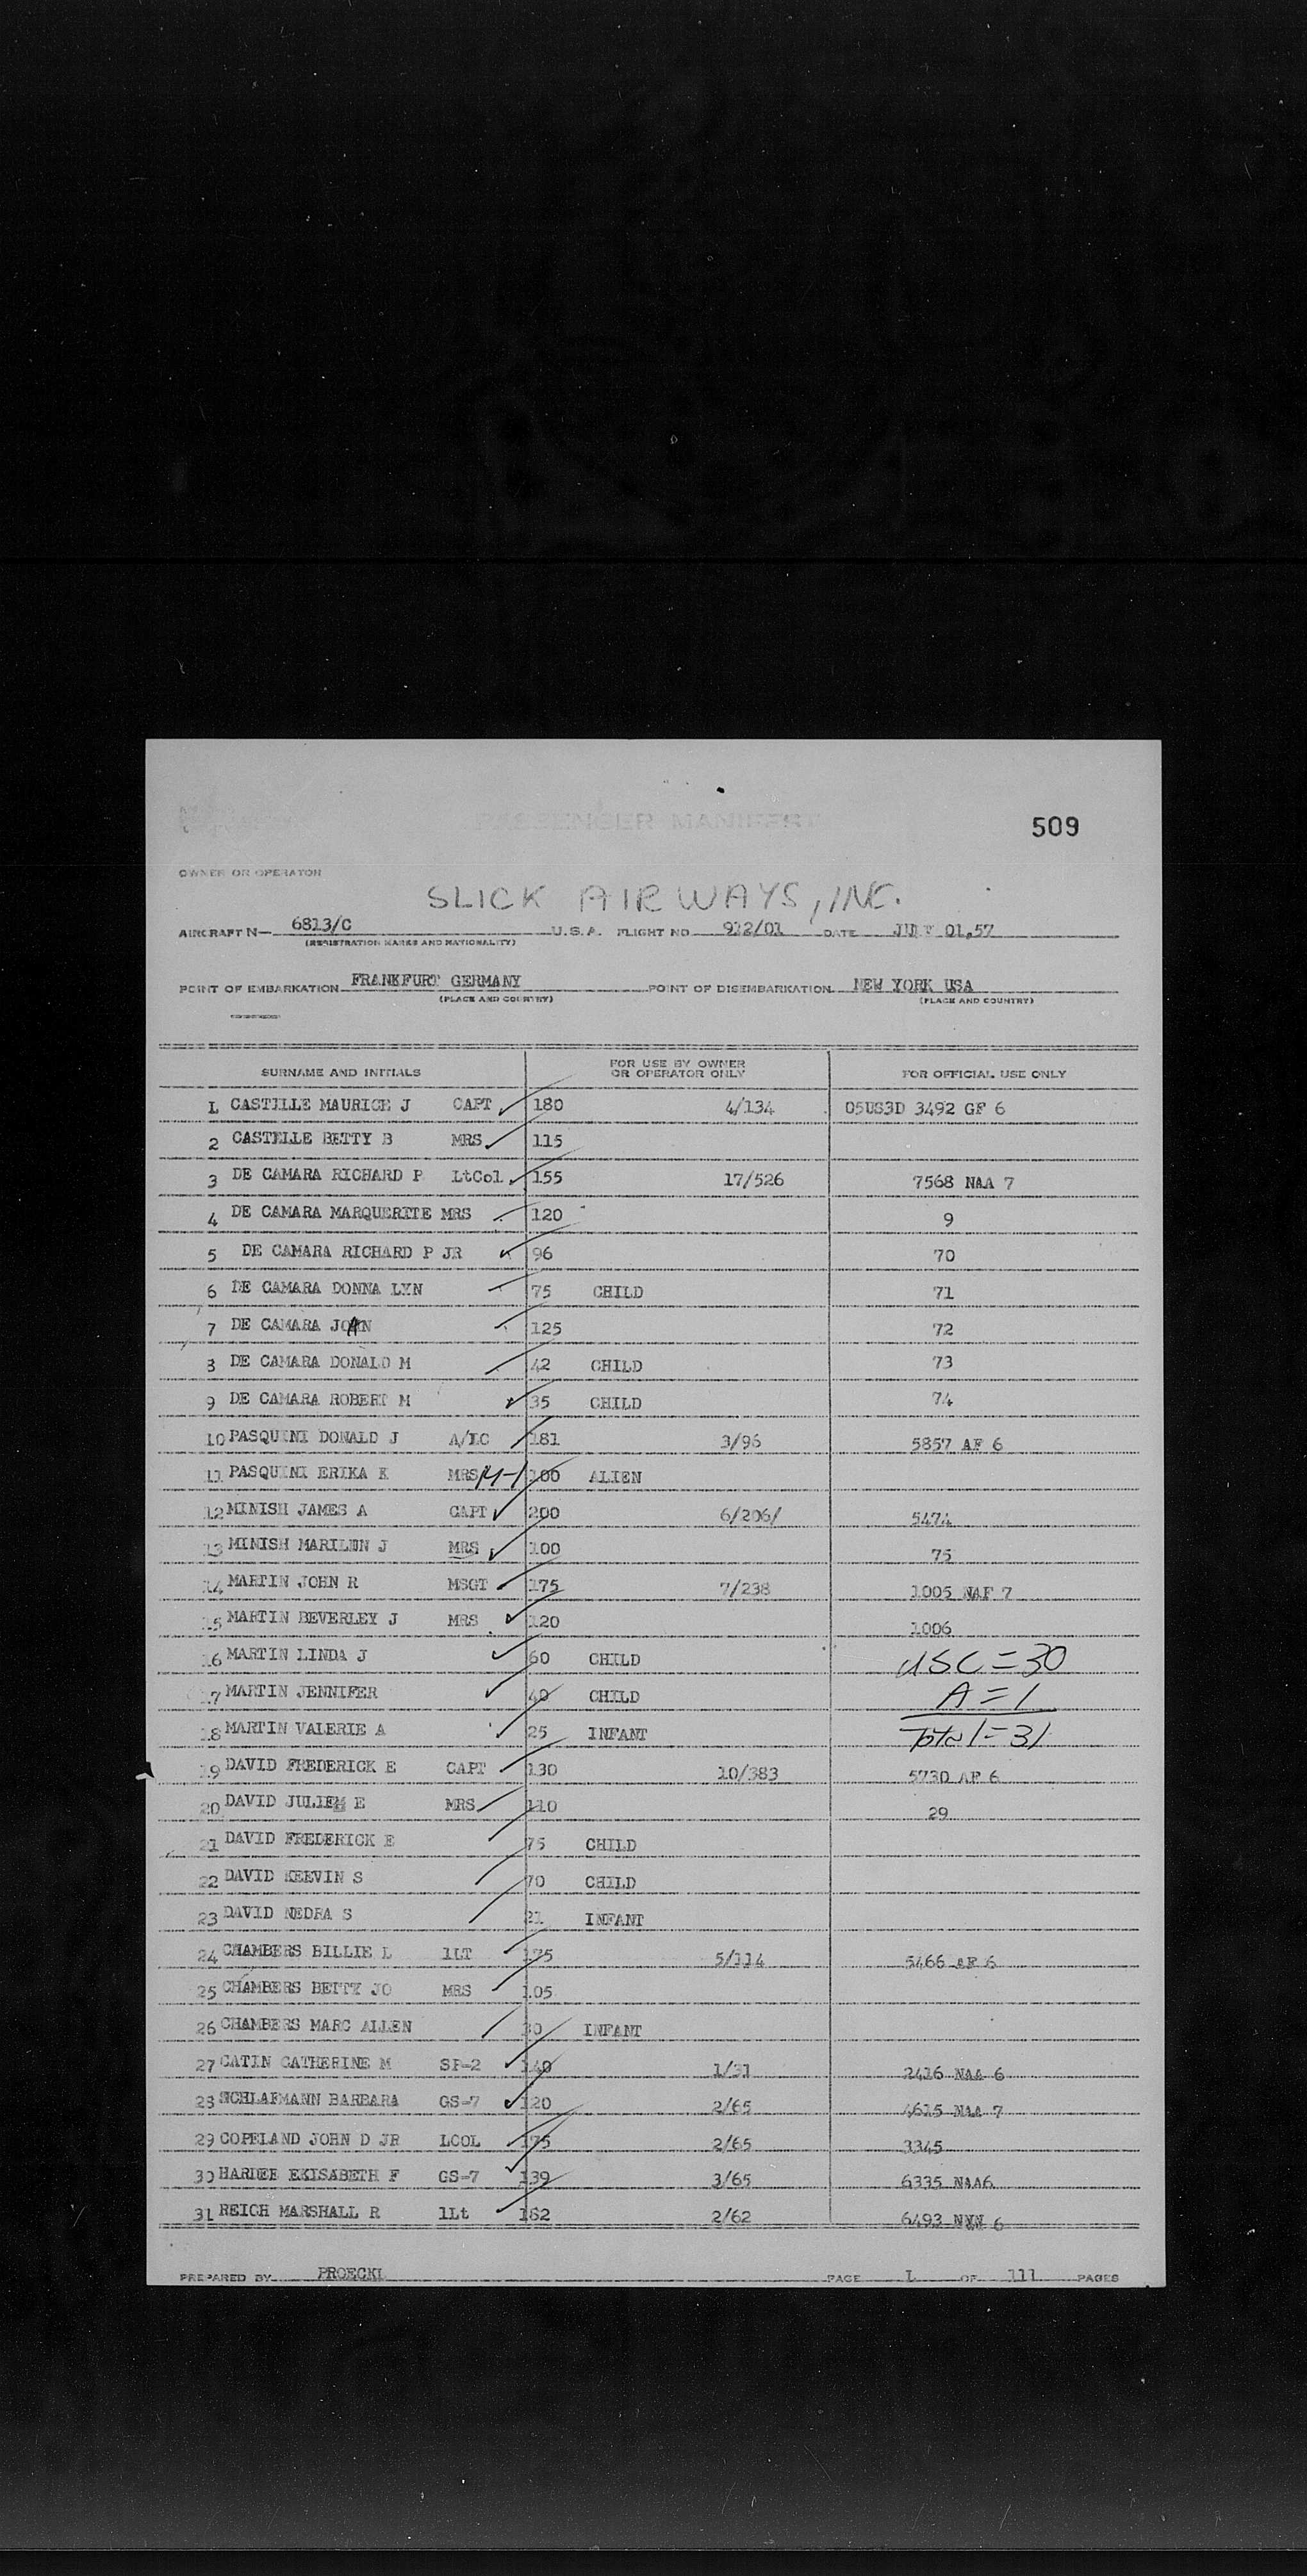 PASSENGER MANIFEST
509
OWNER OR OPERATOR
SLICK AIRWAYS, INC.
AIRCRAFT N— 6813/C U.S.A. FLIGHT NO 912/01 DATE JULY 01,57
(REGISTRATION MARKS AND NATIONALITY)
POINT OF EMBARKATION FRANKFURT GERMANY POINT OF DISEMBARKATION NEW YORK USA
(PLACE AND COUNTRY) (PLACE AND COUNTRY)
SURNAME AND INITIALS FOR USE BY OWNER OR OPERATOR ONLY FOR OFFICIAL USE ONLY
1 CASTELLE MAURICE J CAPT 180 4/134 05US3D 3492 GF 6
2 CASTELLE BETTY B MRS 115
3 DE CAMARA RICHARD P LtCol 155 17/526 7568 NAA 7
4 DE CAMARA MARQUERITE MRS 120 9
5 DE CAMARA RICHARD P JR 96 70
6 DE CAMARA DONNA LYN 75 CHILD 71
7 DE CAMARA JOAN 125 72
8 DE CAMARA DONALD M 42 CHILD 73
9 DE CAMARA ROBERT M 35 CHILD 74
10 PASQUINI DONALD J A/1C 181 3/96 5857 AF 6
11 PASQUINI ERIKA K MRS 100 ALIEN
12 MINISH JAMES A CAPT 200 6/206/ 5474
13 MINISH MARILUN J MRS 100 75
14 MARTIN JOHN R MSGT 175 7/238 1005 NAF 7
15 MARTIN BEVERLEY J MRS 120 1006
16 MARTIN LINDA J 60 CHILD USC = 30
17 MARTIN JENNIFER 40 CHILD A = 1
18 MARTIN VALERIE A 25 INFANT Total = 31
19 DAVID FREDERICK E CAPT 130 10/383 5730 AF 6
20 DAVID E MRS 110 29
21 DAVID FREDERICK E 75 CHILD
22 DAVID KERVIN S 70 CHILD
23 DAVID NEDRA S 21 INFANT
24 CHAMBERS BILLIE L 1LT 175 5/114 5466 AF 6
25 CHAMBERS BETTY JO MRS 105
26 CHAMBERS MARC ALLEN INFANT
27 CATIN CATHERINE M SP-2 140 1/31 2416 NAA 6
28 SCHLAFMANN BARBARA GS-7 120 2/65 4615 NAA 7
29 COPELAND JOHN D JR LCOL 175 2/65 3345
30 HARDEE EKISABETH F GS-7 139 3/65 6335 NAA6
31 REICH MARSHALL R 1Lt 182 2/62 6493 NNN 6
PREPARED BY PROECKL PAGE 1 OF 111 PAGES